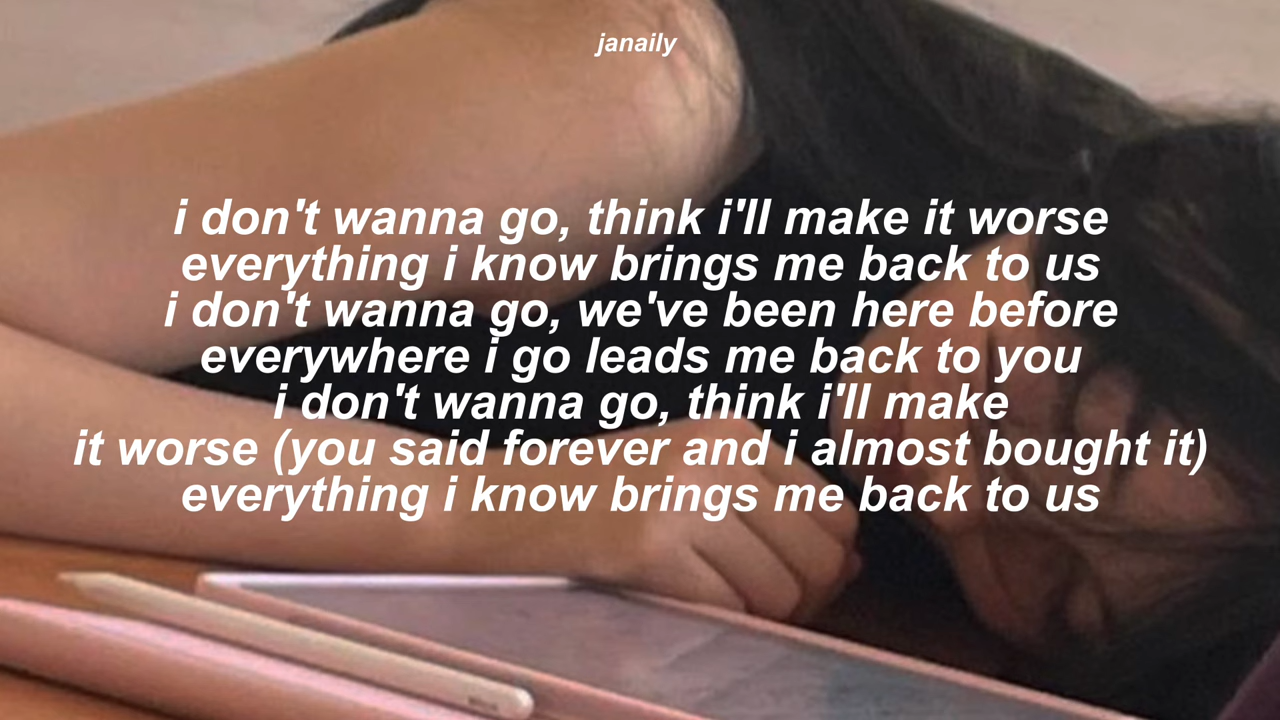 janaily
i don't wanna go, think i'll make it worse
everything i know brings me back to us
i don't wanna go, we've been here before
everywhere i go leads me back to you
i don't wanna go, think i'll make
it worse (you said forever and i almost bought it)
everything i know brings me back to us